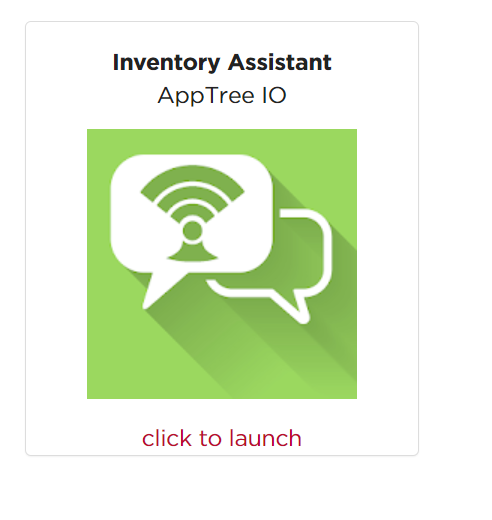 Inventory Assistant
AppTree IO
click to launch